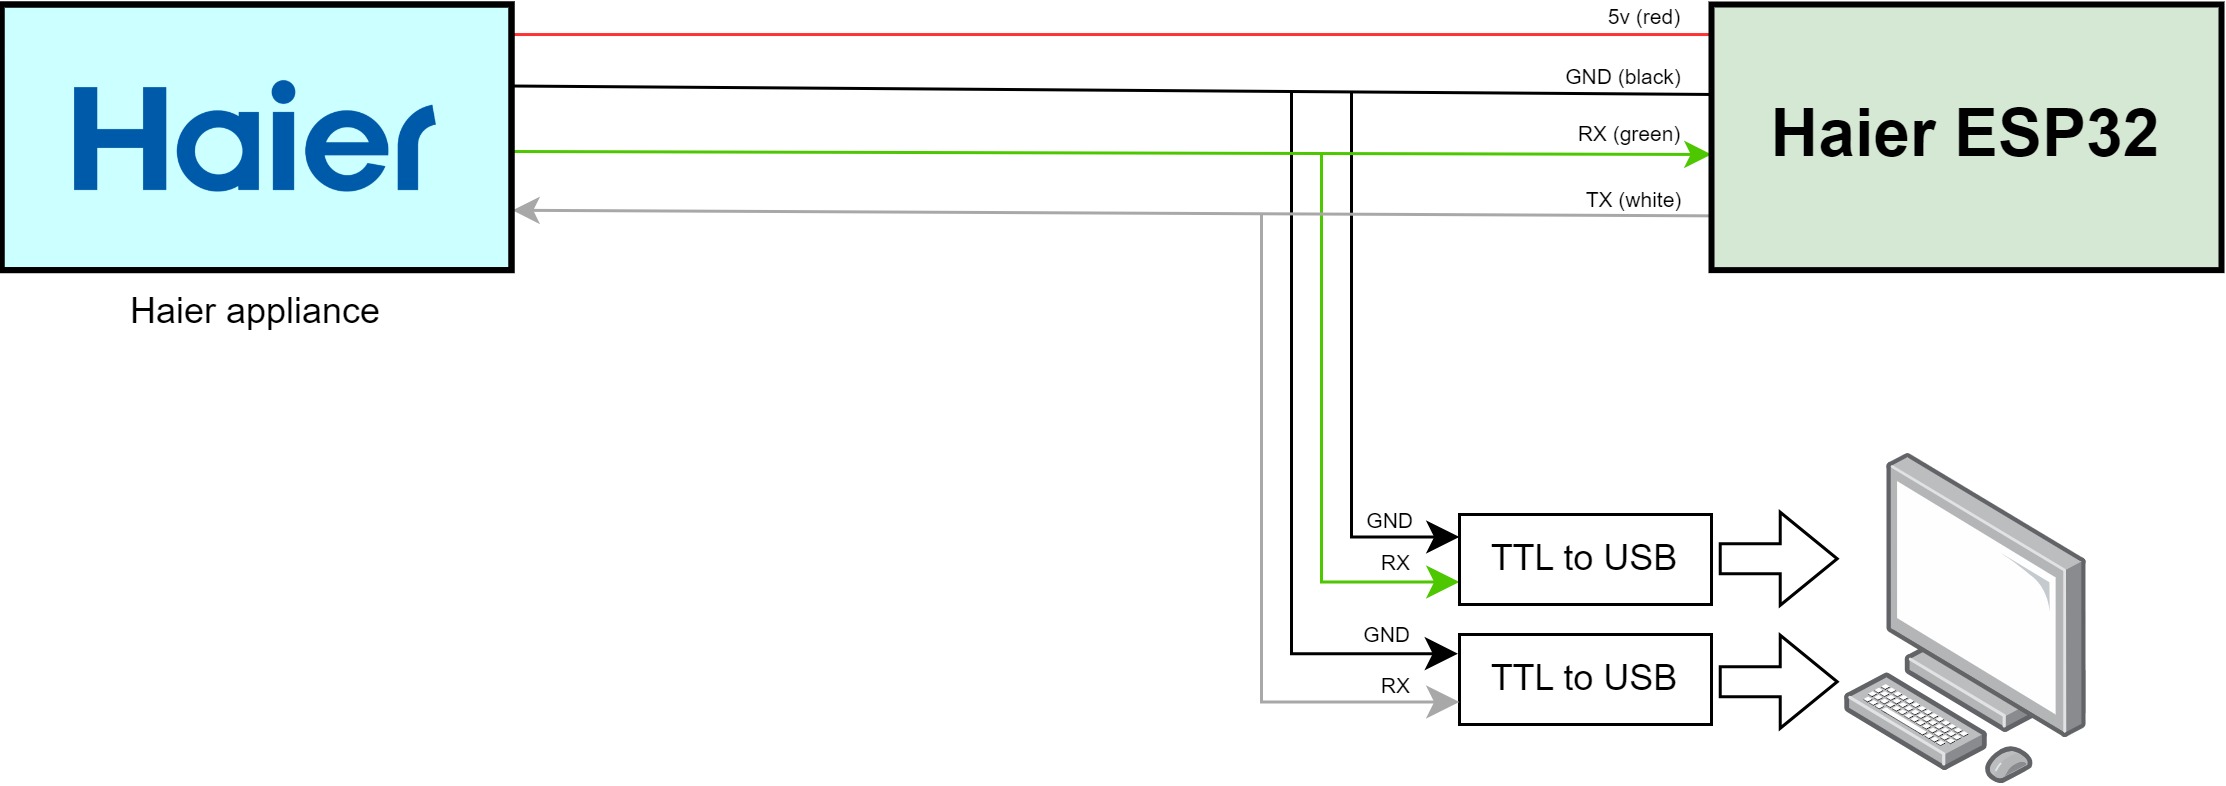 Haier
5v (red)
GND (black)
RX (green)
TX (white)
Haier ESP32
Haier appliance
GND
RX
TTL to USB
GND
RX
TTL to USB